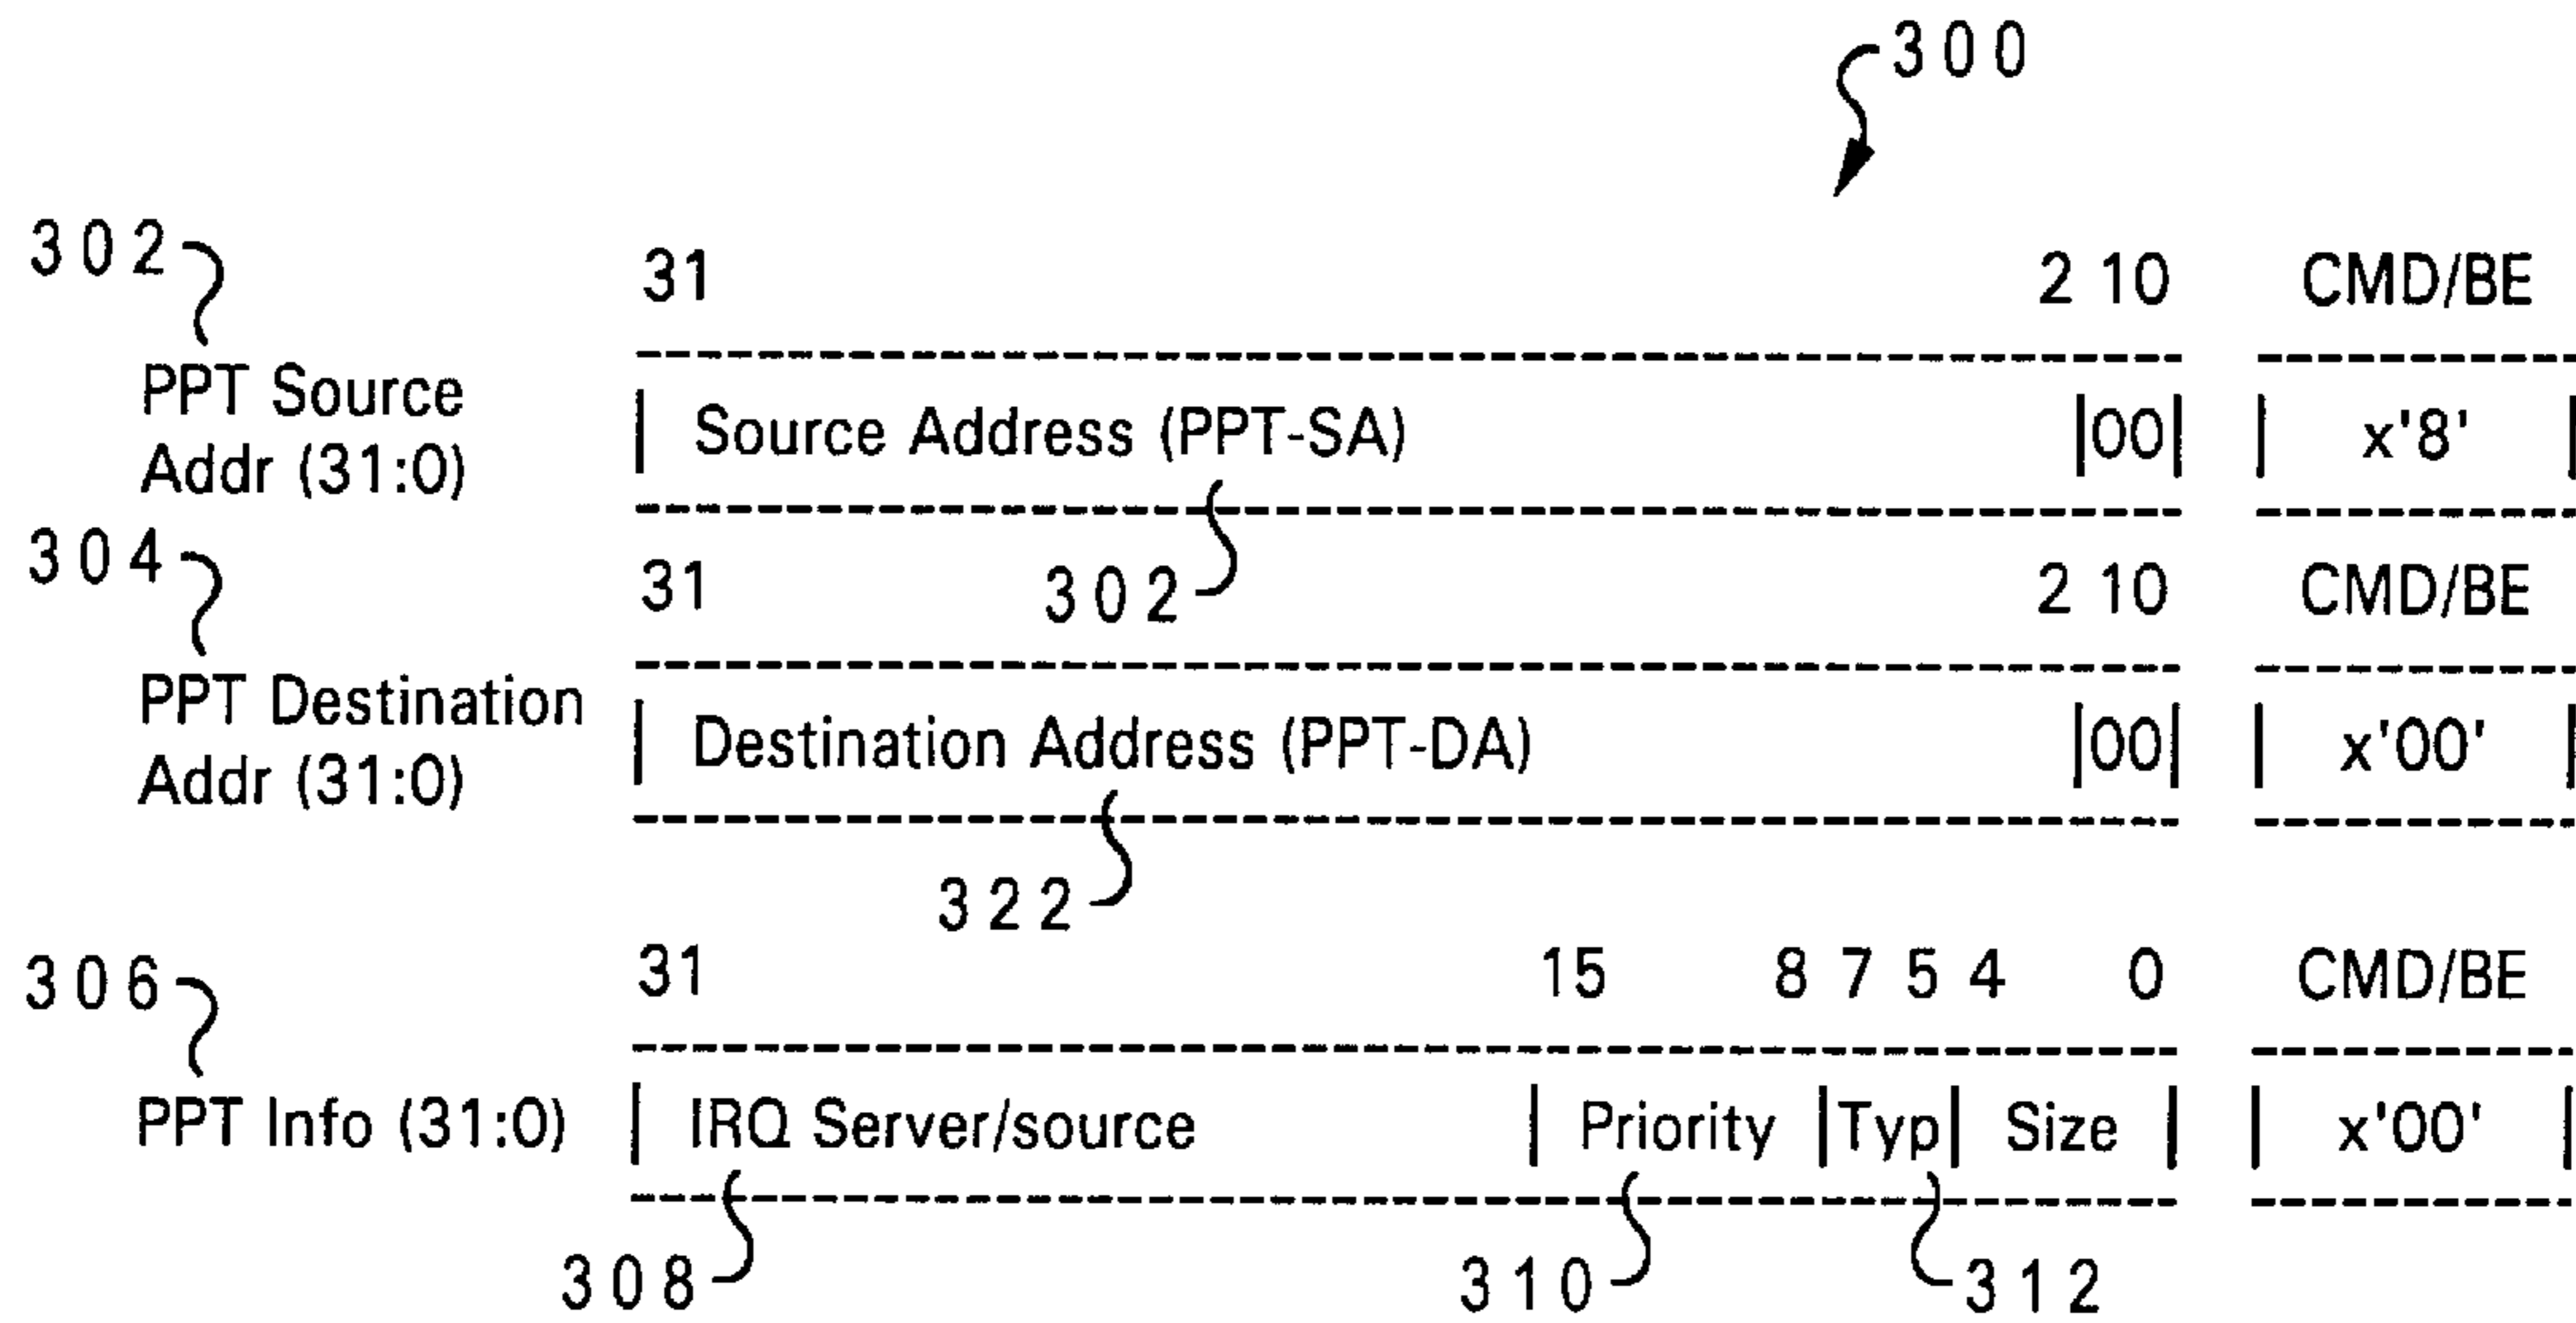 300
302
31 2 10 CMD/BE
PPT Source
Addr (31:0)
| Source Address (PPT-SA) |00| | x'8' |
302
304
31 2 10 CMD/BE
PPT Destination
Addr (31:0)
| Destination Address (PPT-DA) |00| | x'00' |
322
306
31 15 8 7 5 4 0 CMD/BE
PPT Info (31:0) | IRQ Server/source | Priority |Typ| Size | | x'00' |
308 310 312